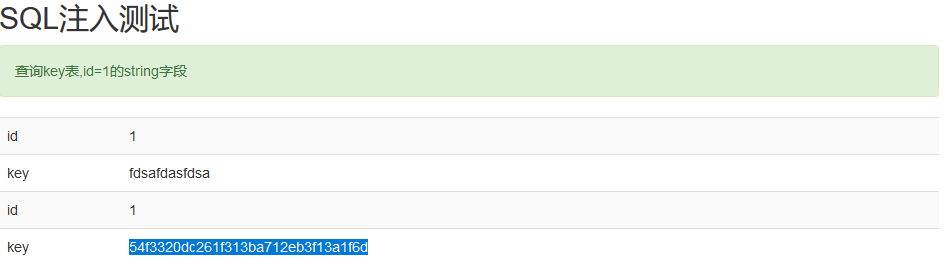 SQL注入测试
查询key表,id=1的string字段
id 1
key fdsafdasfdsa
id 1
key 54f3320dc261f313ba712eb3f13a1f6d